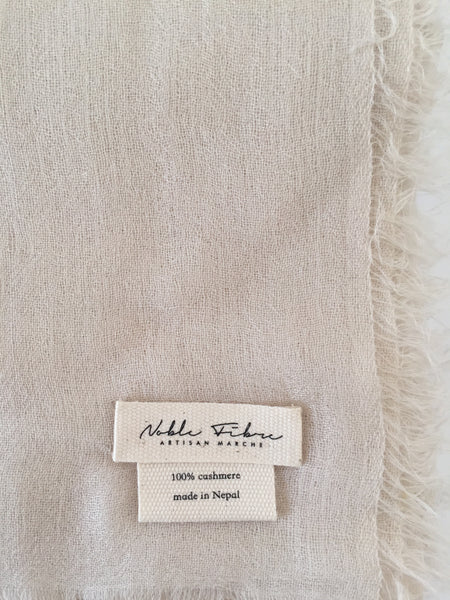 Noble Fibre
ARTISAN MARCHE
100% cashmere
made in Nepal